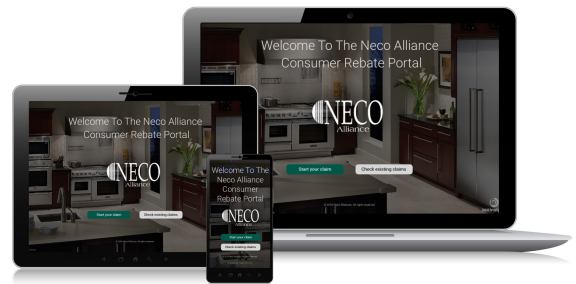 Welcome To The Neco Alliance
Consumer Rebate Portal
NECO
Alliance
Start your claim
Check existing claims
Welcome To The Neco Alliance
Consumer Rebate Portal
NECO
Alliance
Start your claim
Check existing claims
Welcome To The
Neco Alliance
Consumer
Rebate Portal
NECO
Alliance
Start your claim
Check existing claims